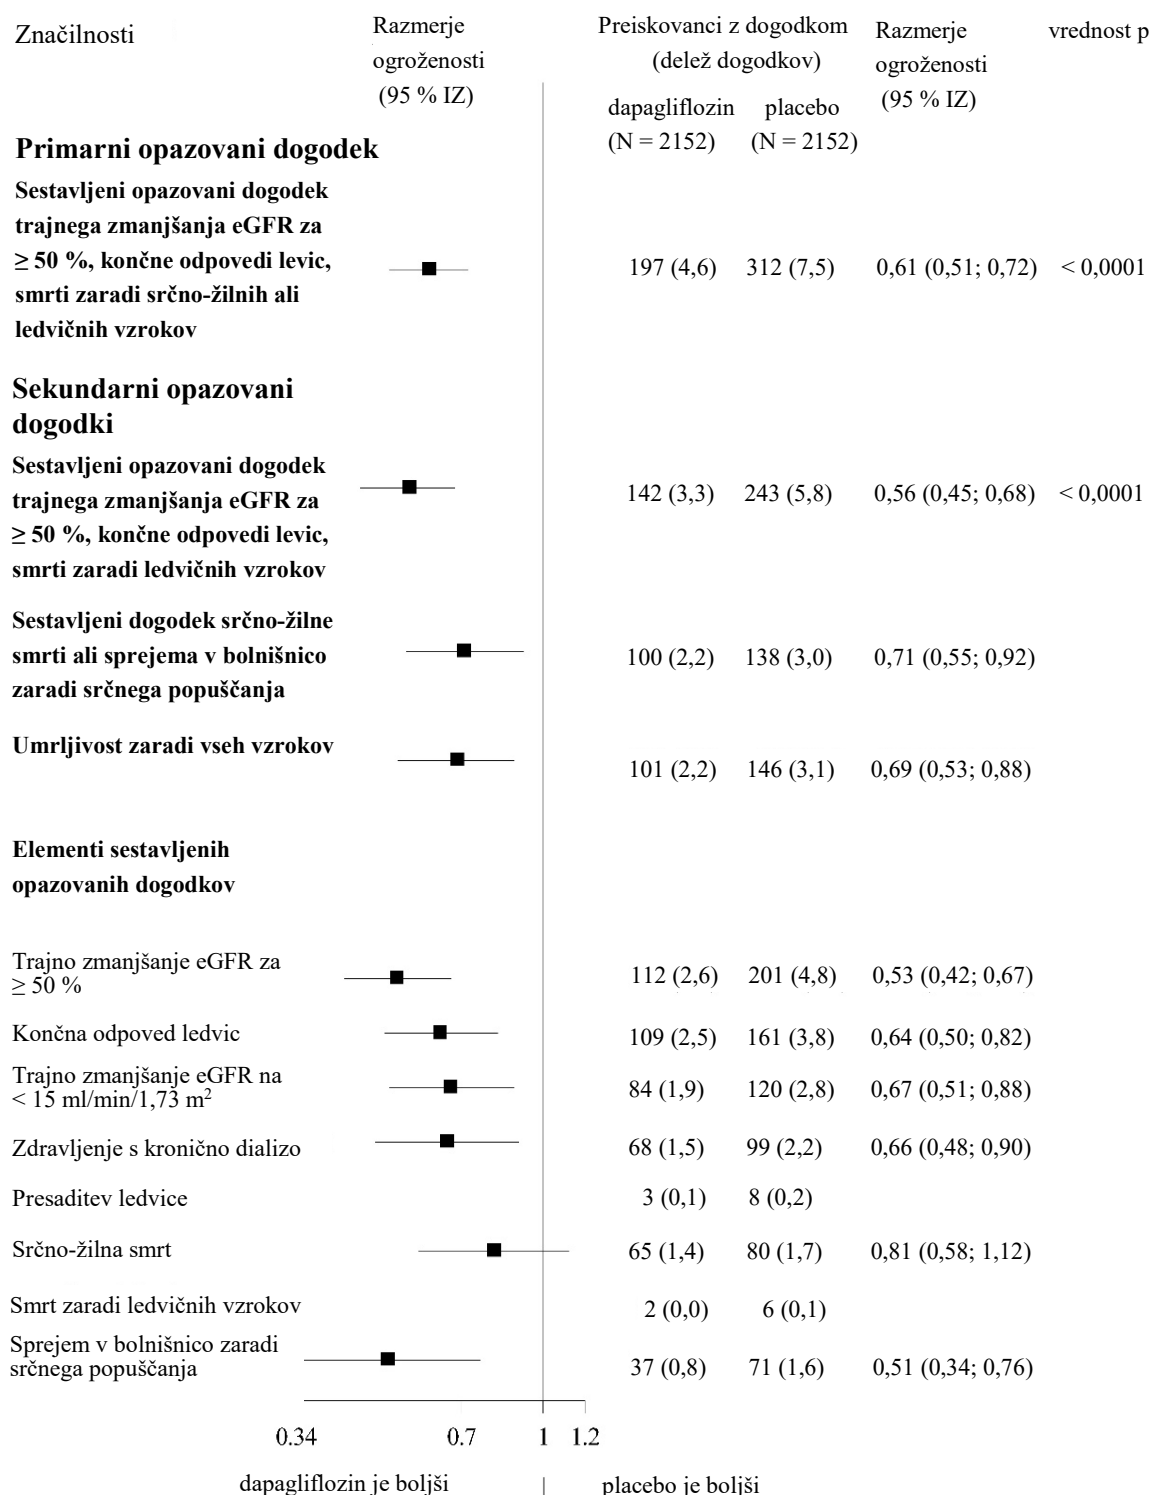 Značilnosti
Razmerje
ogroženosti
(95 % IZ)
Preiskovanci z dogodkom
(delež dogodkov)
dapagliflozin
(N = 2152)
placebo
(N = 2152)
Razmerje
ogroženosti
(95 % IZ)
vrednost p
Primarni opazovani dogodek
Sestavljeni opazovani dogodek
trajnega zmanjšanja eGFR za
≥ 50 %, končne odpovedi levic,
smrti zaradi srčno-žilnih ali
ledvičnih vzrokov
197 (4,6) 312 (7,5) 0,61 (0,51; 0,72) < 0,0001
Sekundarni opazovani
dogodki
Sestavljeni opazovani dogodek
trajnega zmanjšanja eGFR za
≥ 50 %, končne odpovedi levic,
smrti zaradi ledvičnih vzrokov
142 (3,3) 243 (5,8) 0,56 (0,45; 0,68) < 0,0001
Sestavljeni dogodek srčno-žilne
smrti ali sprejema v bolnišnico
zaradi srčnega popuščanja
100 (2,2) 138 (3,0) 0,71 (0,55; 0,92)
Umrljivost zaradi vseh vzrokov
101 (2,2) 146 (3,1) 0,69 (0,53; 0,88)
Elementi sestavljenih
opazovanih dogodkov
Trajno zmanjšanje eGFR za
≥ 50 %
112 (2,6) 201 (4,8) 0,53 (0,42; 0,67)
Končna odpoved ledvic 109 (2,5) 161 (3,8) 0,64 (0,50; 0,82)
Trajno zmanjšanje eGFR na
< 15 ml/min/1,73 m²
84 (1,9) 120 (2,8) 0,67 (0,51; 0,88)
Zdravljenje s kronično dializo 68 (1,5) 99 (2,2) 0,66 (0,48; 0,90)
Presaditev ledvice 3 (0,1) 8 (0,2)
Srčno-žilna smrt 65 (1,4) 80 (1,7) 0,81 (0,58; 1,12)
Smrt zaradi ledvičnih vzrokov 2 (0,0) 6 (0,1)
Sprejem v bolnišnico zaradi
srčnega popuščanja
37 (0,8) 71 (1,6) 0,51 (0,34; 0,76)
0.34 0.7 1 1.2
dapagliflozin je boljši | placebo je boljši